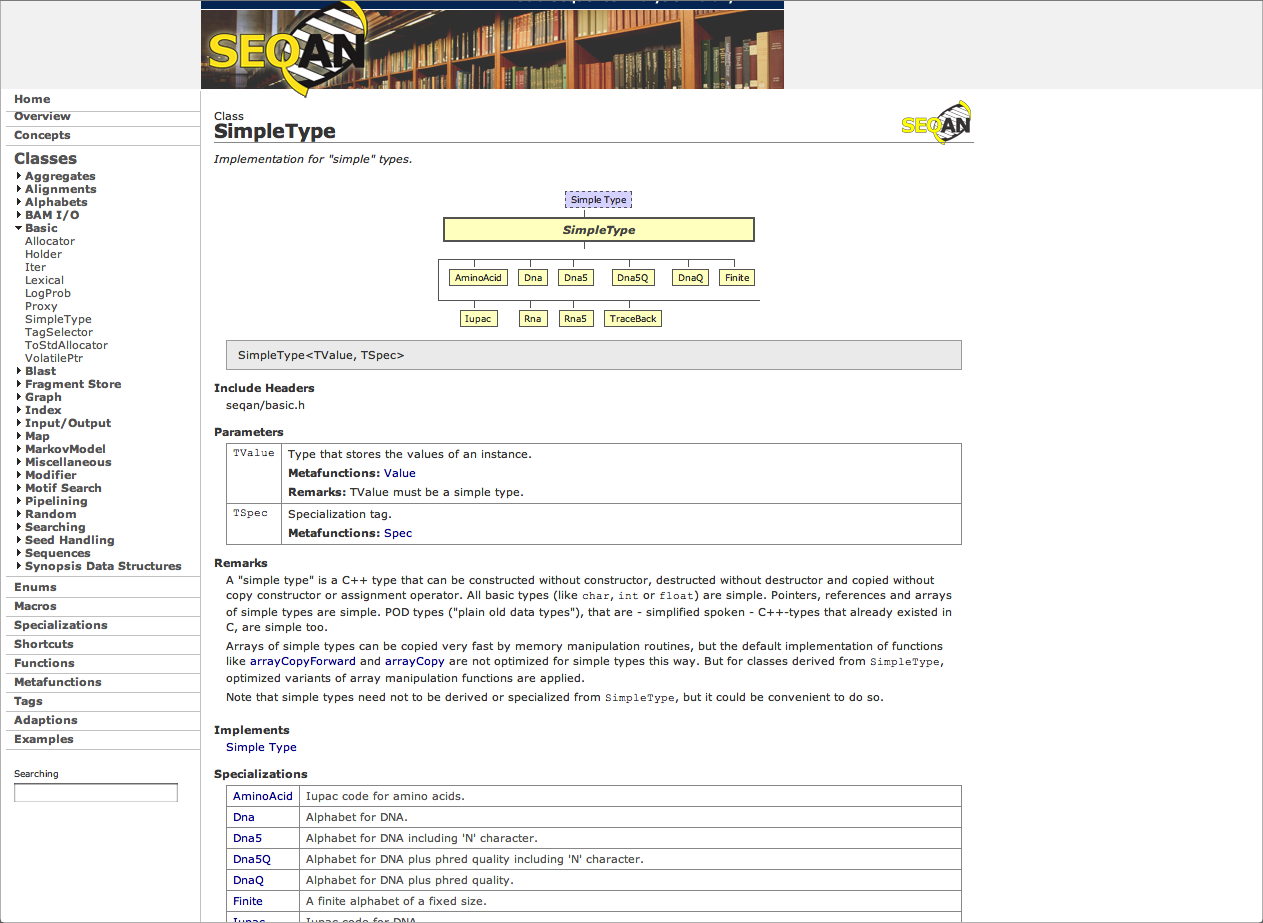 SEQAN
Home
Overview
Concepts
Classes
Aggregates
Alignments
Alphabets
BAM I/O
Basic
Allocator
Holder
Iter
Lexical
LogProb
Proxy
SimpleType
TagSelector
ToStdAllocator
VolatilePtr
Blast
Fragment Store
Graph
Index
Input/Output
Map
MarkovModel
Miscellaneous
Modifier
Motif Search
Pipelining
Random
Searching
Seed Handling
Sequences
Synopsis Data Structures
Enums
Macros
Specializations
Shortcuts
Functions
Metafunctions
Tags
Adaptions
Examples
Searching
Class
SimpleType
SEQAN
Implementation for "simple" types.
Simple Type
SimpleType
AminoAcid Dna Dna5 Dna5Q DnaQ Finite
Iupac Rna Rna5 TraceBack
SimpleType<TValue, TSpec>
Include Headers
seqan/basic.h
Parameters
TValue Type that stores the values of an instance.
Metafunctions: Value
Remarks: TValue must be a simple type.
TSpec Specialization tag.
Metafunctions: Spec
Remarks
A "simple type" is a C++ type that can be constructed without constructor, destructed without destructor and copied without
copy constructor or assignment operator. All basic types (like char, int or float) are simple. Pointers, references and arrays
of simple types are simple. POD types ("plain old data types"), that are - simplified spoken - C++-types that already existed in
C, are simple too.
Arrays of simple types can be copied very fast by memory manipulation routines, but the default implementation of functions
like arrayCopyForward and arrayCopy are not optimized for simple types this way. But for classes derived from SimpleType,
optimized variants of array manipulation functions are applied.
Note that simple types need not to be derived or specialized from SimpleType, but it could be convenient to do so.
Implements
Simple Type
Specializations
AminoAcid Iupac code for amino acids.
Dna Alphabet for DNA.
Dna5 Alphabet for DNA including 'N' character.
Dna5Q Alphabet for DNA plus phred quality including 'N' character.
DnaQ Alphabet for DNA plus phred quality.
Finite A finite alphabet of a fixed size.
Iupac Iupac code for DNA.